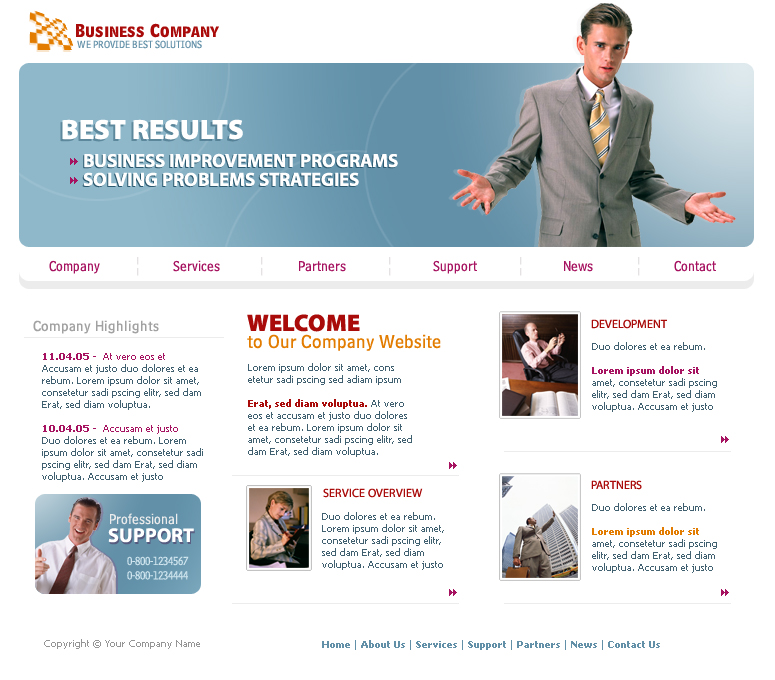 Business Company
WE PROVIDE BEST SOLUTIONS
BEST RESULTS
BUSINESS IMPROVEMENT PROGRAMS
SOLVING PROBLEMS STRATEGIES
Company
Services
Partners
Support
News
Contact
Company Highlights
11.04.05 - At vero eos et
Accusam et justo duo dolores et ea
rebum. Lorem ipsum dolor sit amet,
consetetur sadi pscing elitr, sed dam
Erat, sed diam voluptua.
10.04.05 - Accusam et justo
Duo dolores et ea rebum. Lorem
ipsum dolor sit amet, consetetur sadi
pscing elitr, sed dam Erat, sed diam
voluptua. Accusam et justo
Professional
SUPPORT
0-800-1234567
0-800-1234444
WELCOME
to Our Company Website
Lorem ipsum dolor sit amet, cons
etetur sadi pscing sed adiam ipsum
Erat, sed diam voluptua. At vero
eos et accusam et justo duo dolores
et ea rebum. Lorem ipsum dolor sit
amet, consetetur sadi pscing elitr, sed
dam Erat, sed diam voluptua.
SERVICE OVERVIEW
Duo dolores et ea rebum.
Lorem ipsum dolor sit amet,
consetetur sadi pscing elitr,
sed dam Erat, sed diam
voluptua. Accusam et justo
DEVELOPMENT
Duo dolores et ea rebum.
Lorem ipsum dolor sit
amet, consetetur sadi pscing
elitr, sed dam Erat, sed diam
voluptua. Accusam et justo
PARTNERS
Duo dolores et ea rebum.
Lorem ipsum dolor sit
amet, consetetur sadi pscing
elitr, sed dam Erat, sed diam
voluptua. Accusam et justo
Copyright © Your Company Name
Home | About Us | Services | Support | Partners | News | Contact Us